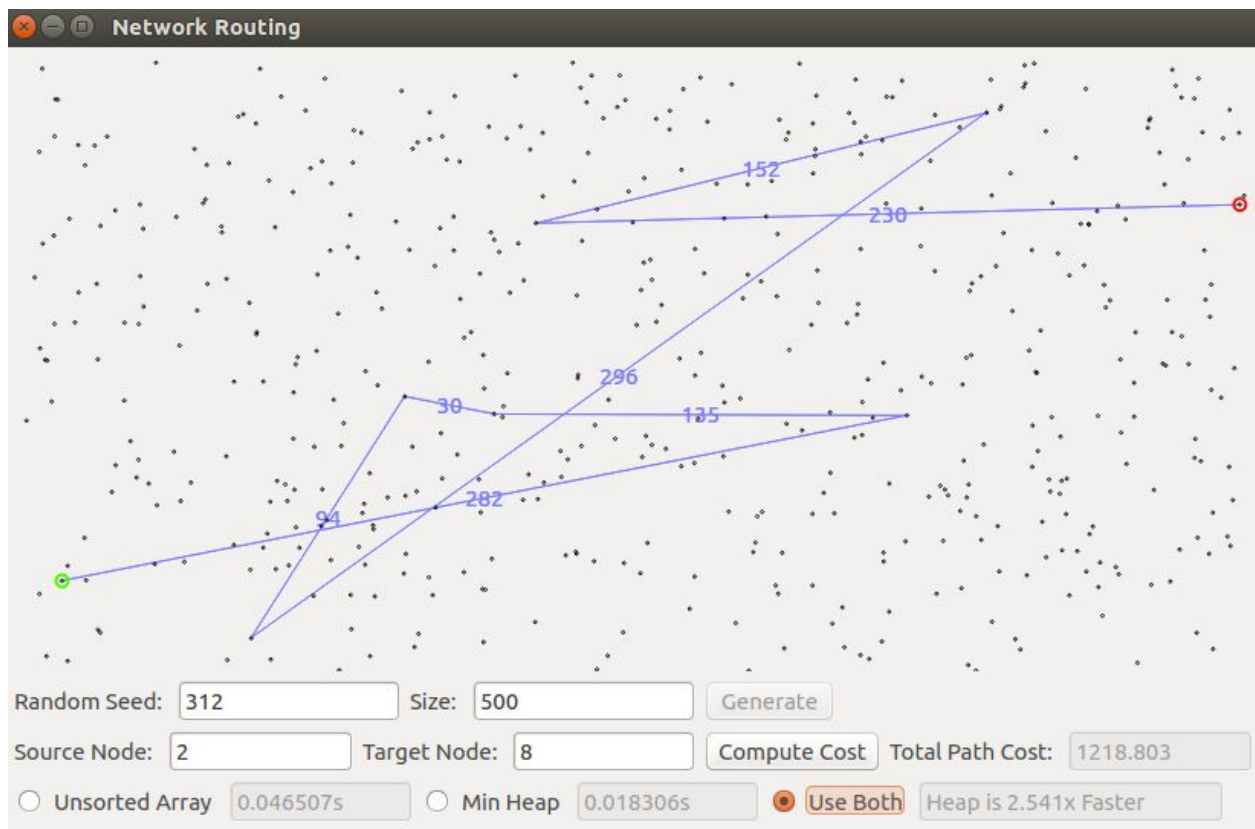 Network Routing
152
230
296
30
135
282
94
Random Seed: 312 Size: 500 Generate
Source Node: 2 Target Node: 8 Compute Cost Total Path Cost: 1218.803
Unsorted Array 0.046507s Min Heap 0.018306s Use Both Heap is 2.541x Faster